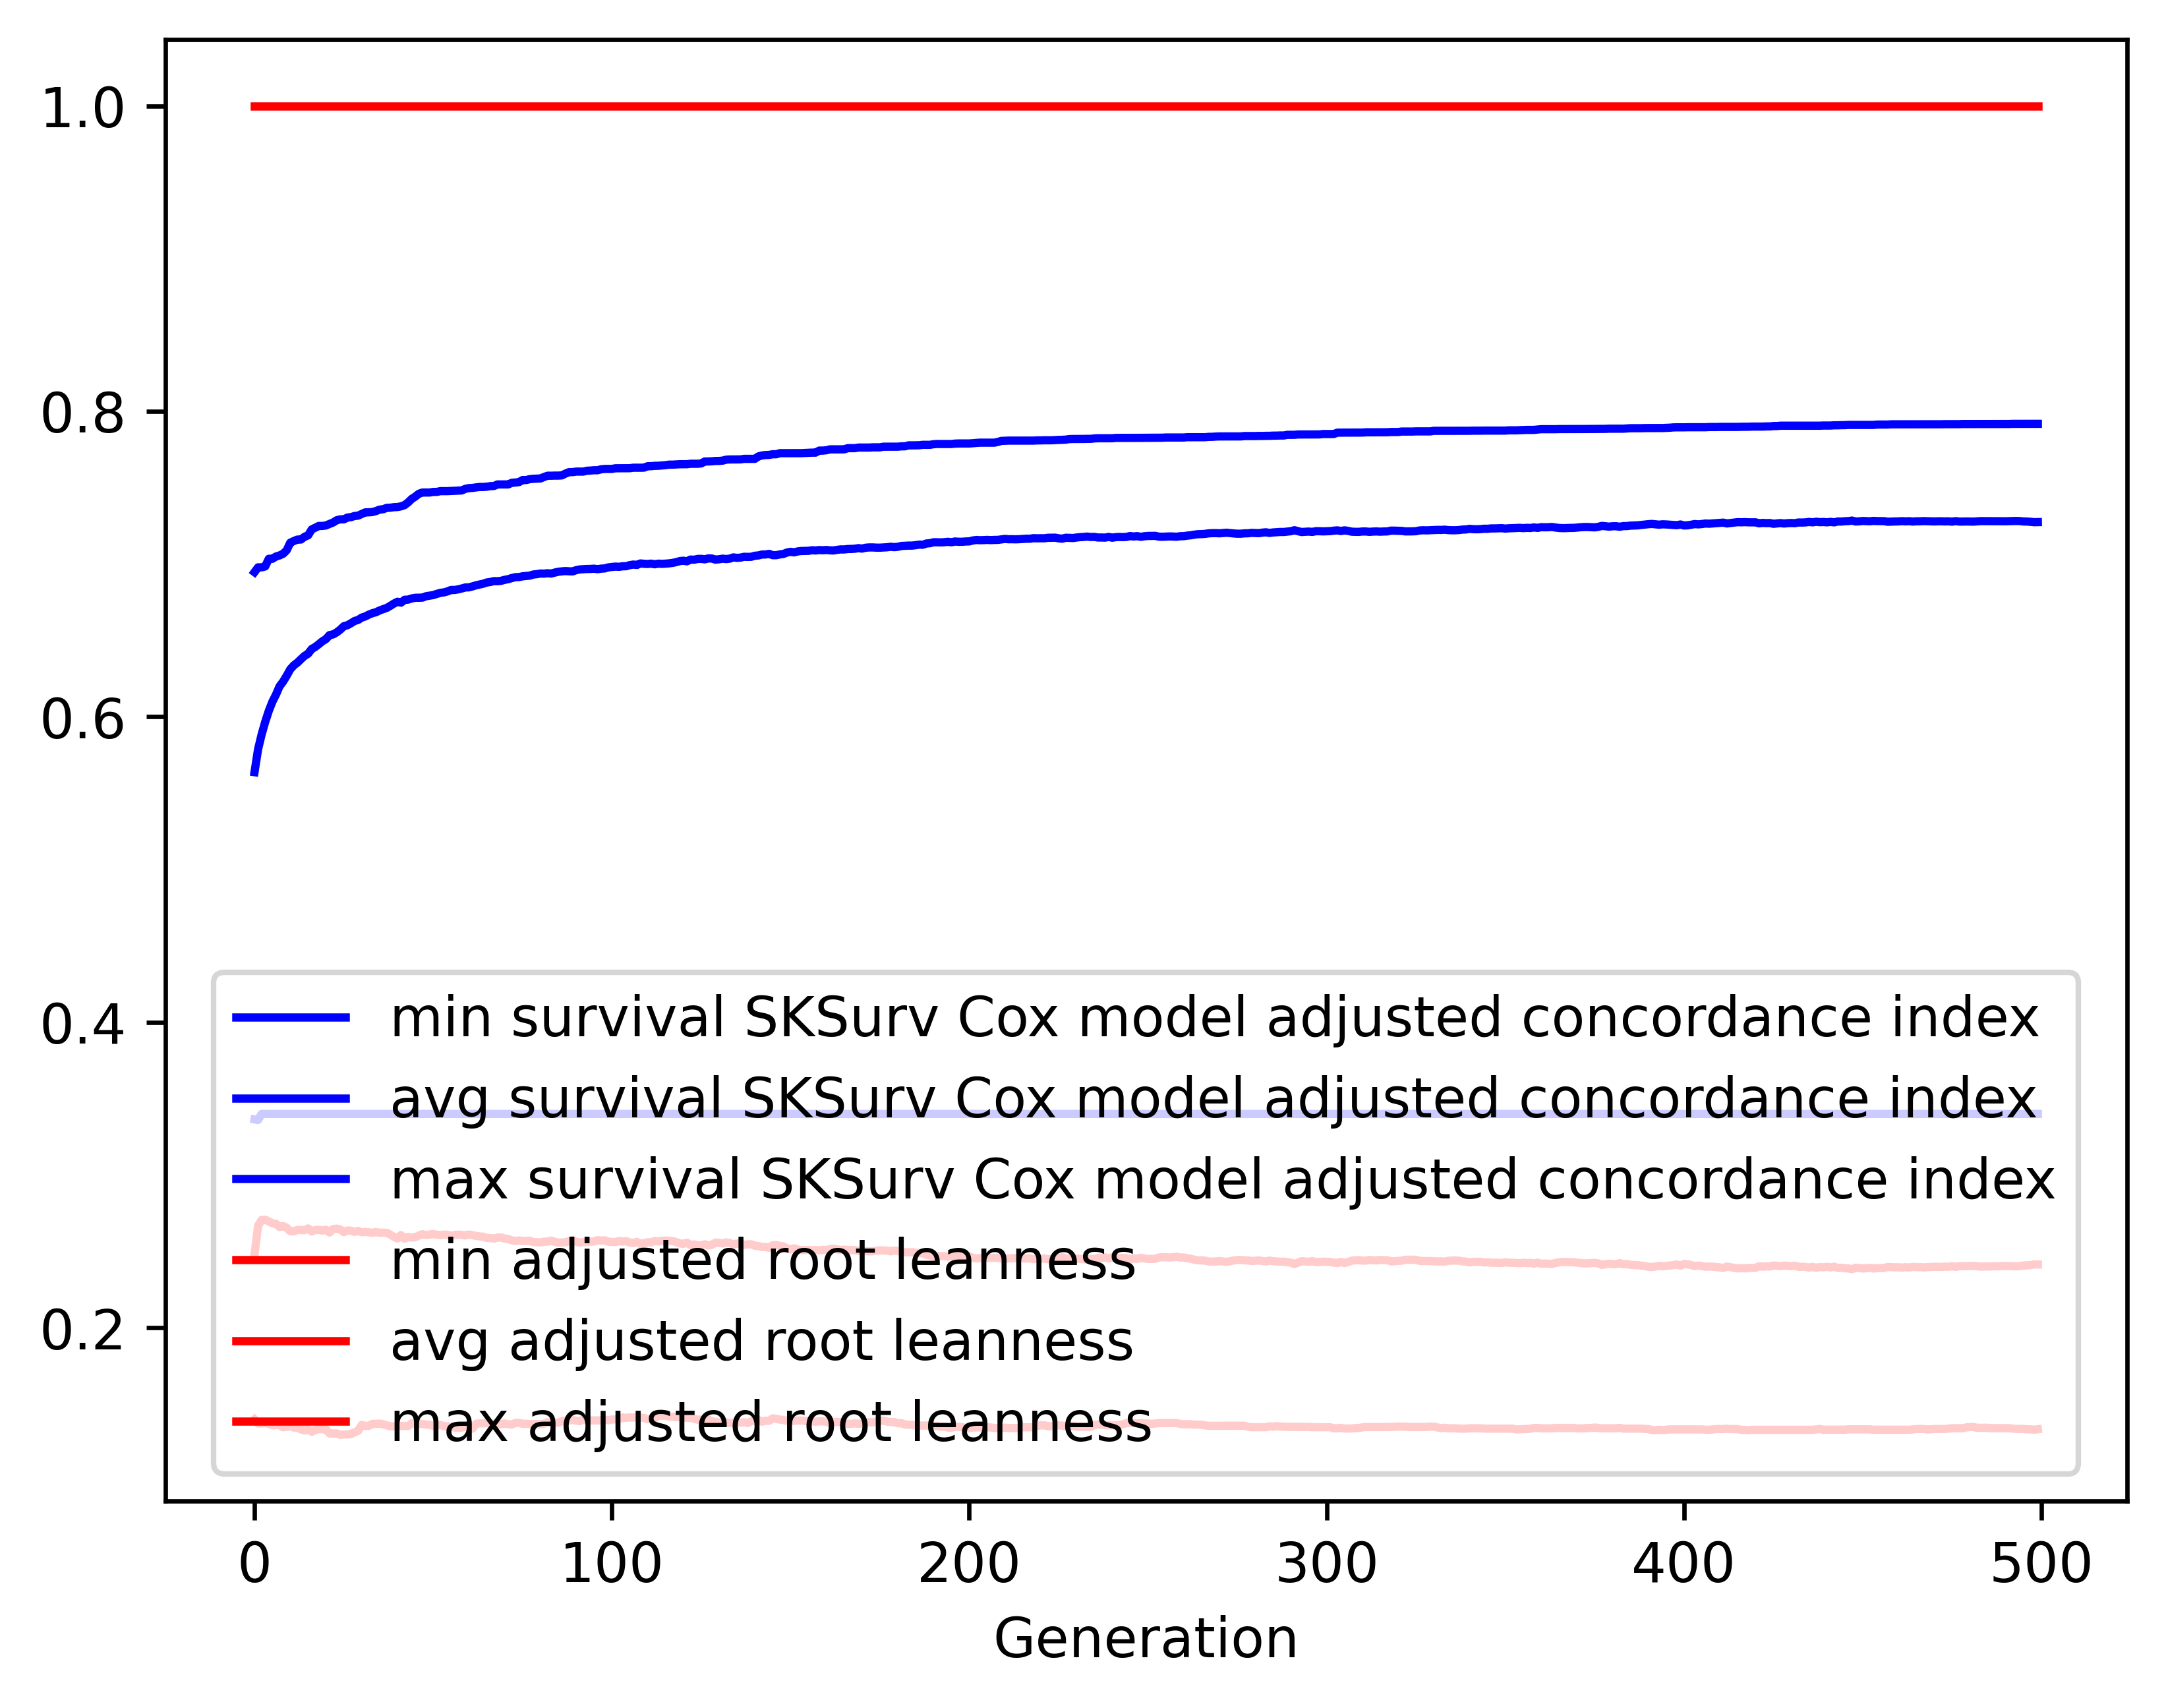 1.0
0.8
0.6
0.4
0.2
min survival SKSurv Cox model adjusted concordance index
avg survival SKSurv Cox model adjusted concordance index
max survival SKSurv Cox model adjusted concordance index
min adjusted root leanness
avg adjusted root leanness
max adjusted root leanness
0 100 200 300 400 500
Generation